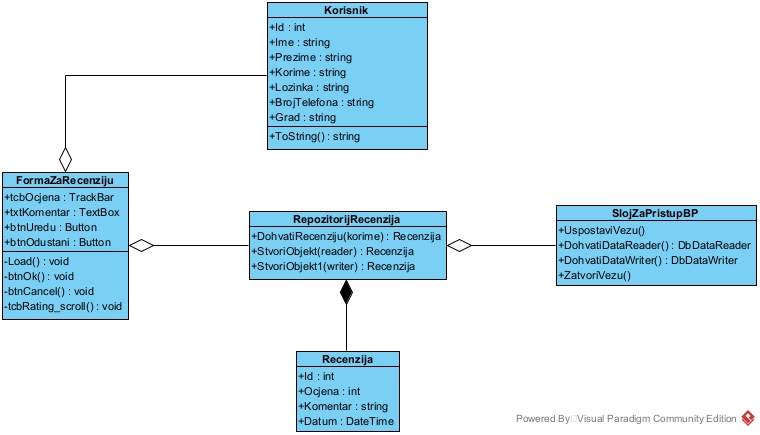 Korisnik
+Id : int
+Ime : string
+Prezime : string
+Korime : string
+Lozinka : string
+BrojTelefona : string
+Grad : string
+ToString() : string
FormaZaRecenziju
+tcbOcjena : TrackBar
+txtKomentar : TextBox
+btnUredu : Button
+btnOdustani : Button
-Load() : void
-btnOk() : void
-btnCancel() : void
-tcbRating_scroll() : void
RepozitorijRecenzija
+DohvatiRecenziju(korime) : Recenzija
+StvoriObjekt(reader) : Recenzija
+StvoriObjekt1(writer) : Recenzija
SlojZaPristupBP
+UspostaviVezu()
+DohvatiDataReader() : DbDataReader
+DohvatiDataWriter() : DbDataWriter
+ZatvoriVezu()
Recenzija
+Id : int
+Ocjena : int
+Komentar : string
+Datum : DateTime
Powered By Visual Paradigm Community Edition